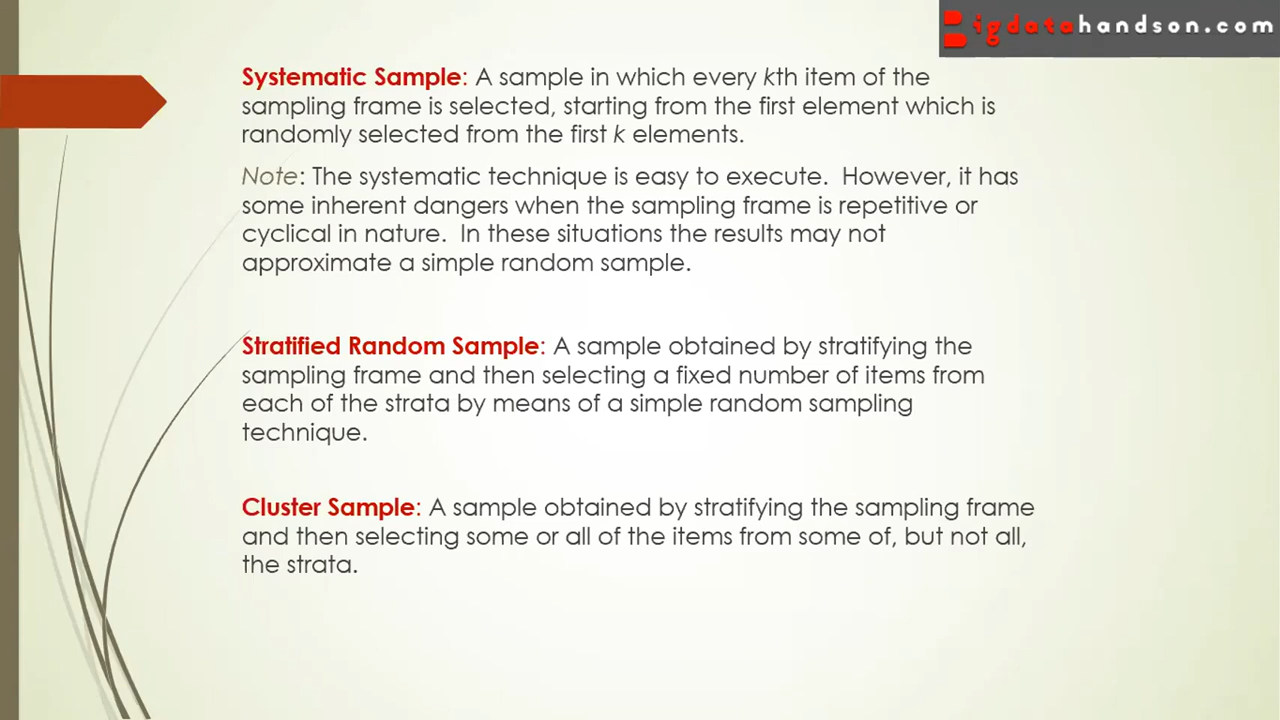 Bigdatahandson.com
Systematic Sample: A sample in which every kth item of the
sampling frame is selected, starting from the first element which is
randomly selected from the first k elements.
Note: The systematic technique is easy to execute.  However, it has
some inherent dangers when the sampling frame is repetitive or
cyclical in nature.  In these situations the results may not
approximate a simple random sample.
Stratified Random Sample: A sample obtained by stratifying the
sampling frame and then selecting a fixed number of items from
each of the strata by means of a simple random sampling
technique.
Cluster Sample: A sample obtained by stratifying the sampling frame
and then selecting some or all of the items from some of, but not all,
the strata.